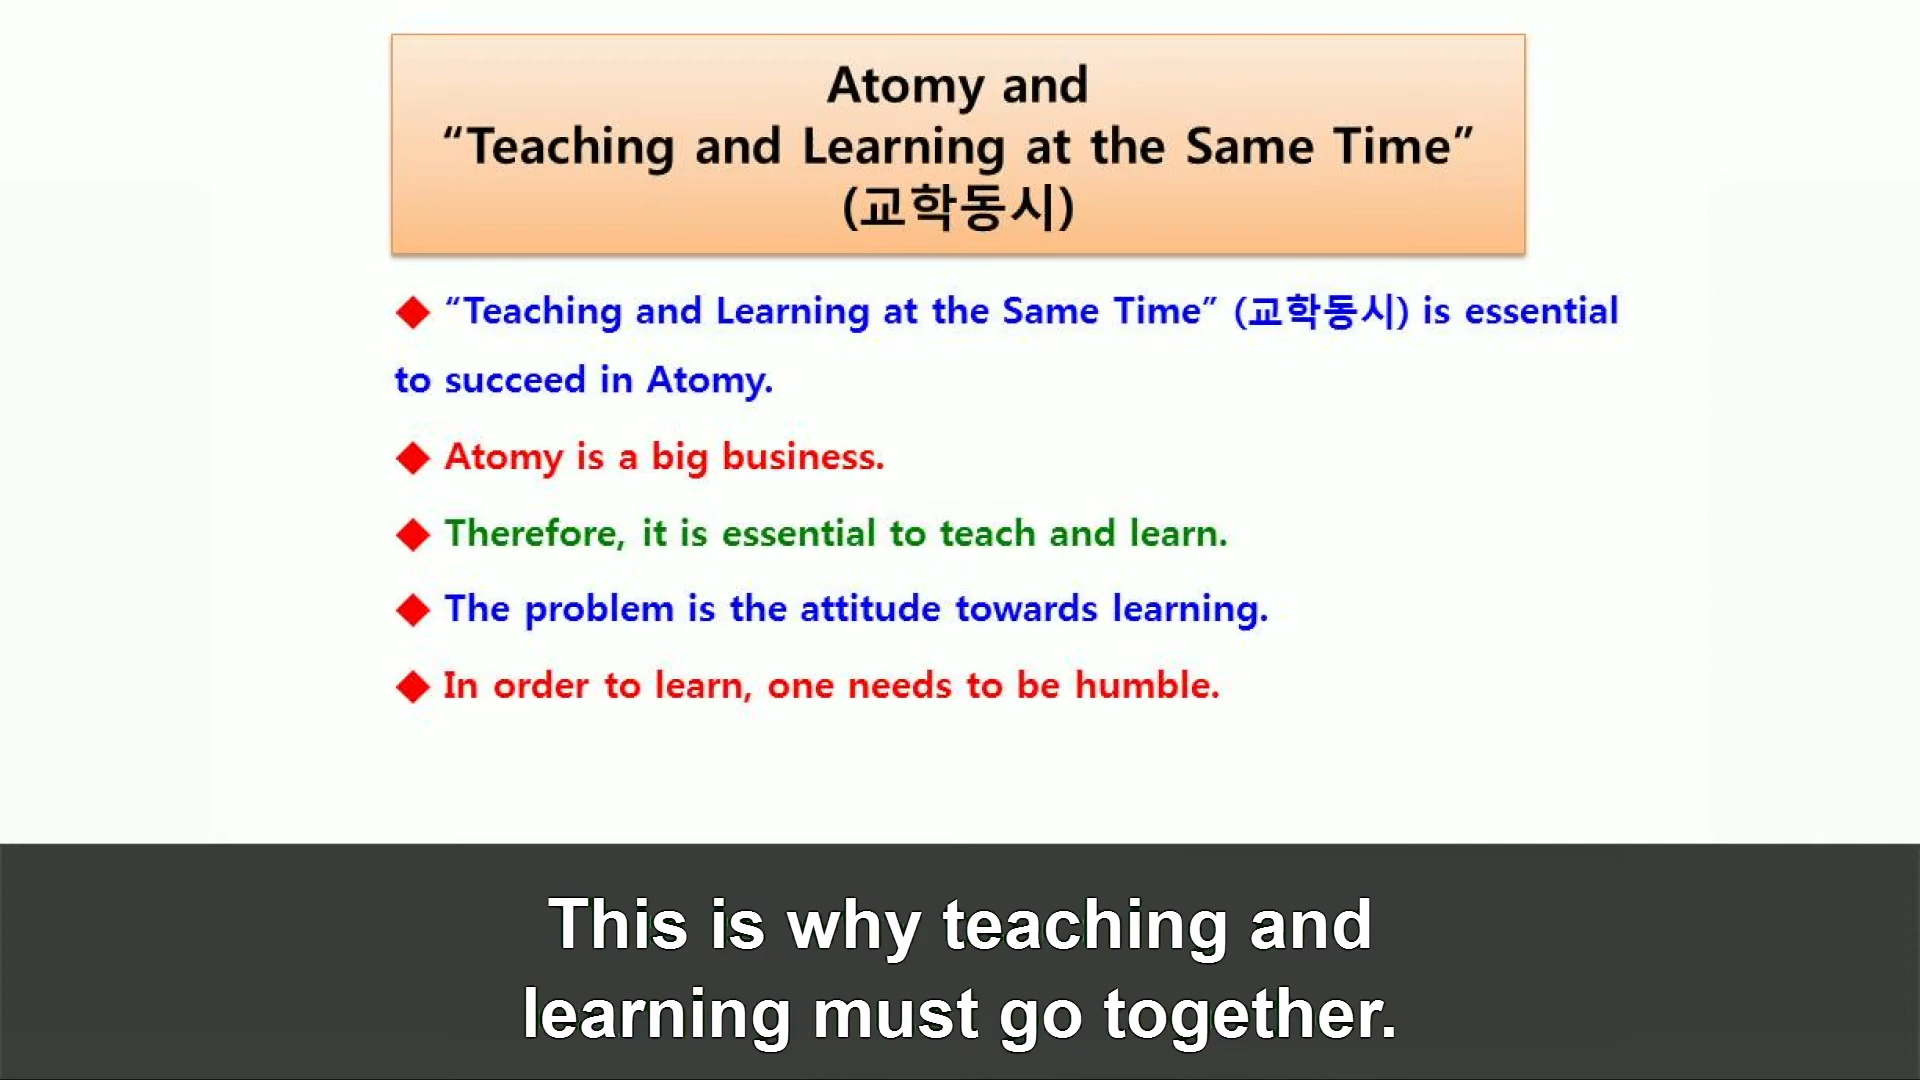 Atomy and
“Teaching and Learning at the Same Time”
(교학동시)
◆ “Teaching and Learning at the Same Time” (교학동시) is essential
to succeed in Atomy.
◆ Atomy is a big business.
◆ Therefore, it is essential to teach and learn.
◆ The problem is the attitude towards learning.
◆ In order to learn, one needs to be humble.
This is why teaching and
learning must go together.